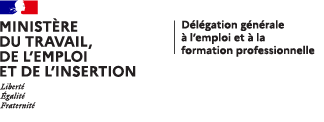 MINISTÈRE
DU TRAVAIL,
DE L'EMPLOI
ET DE L'INSERTION
Liberté
Égalité
Fraternité
Délégation générale
à l'emploi et à la
formation professionnelle